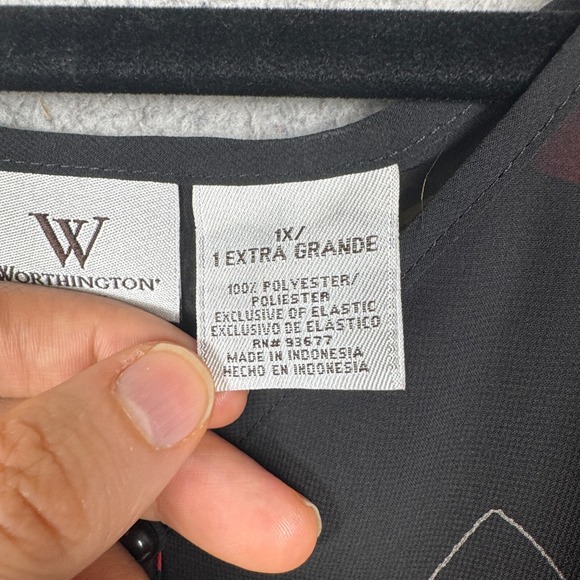 W
WORTHINGTON
1X/
1 EXTRA GRANDE
100% POLYESTER/
POLIESTER
EXCLUSIVE OF ELASTIC
EXCLUSIVO DE ELÁSTICO
RN# 93677
MADE IN INDONESIA
HECHO EN INDONESIA